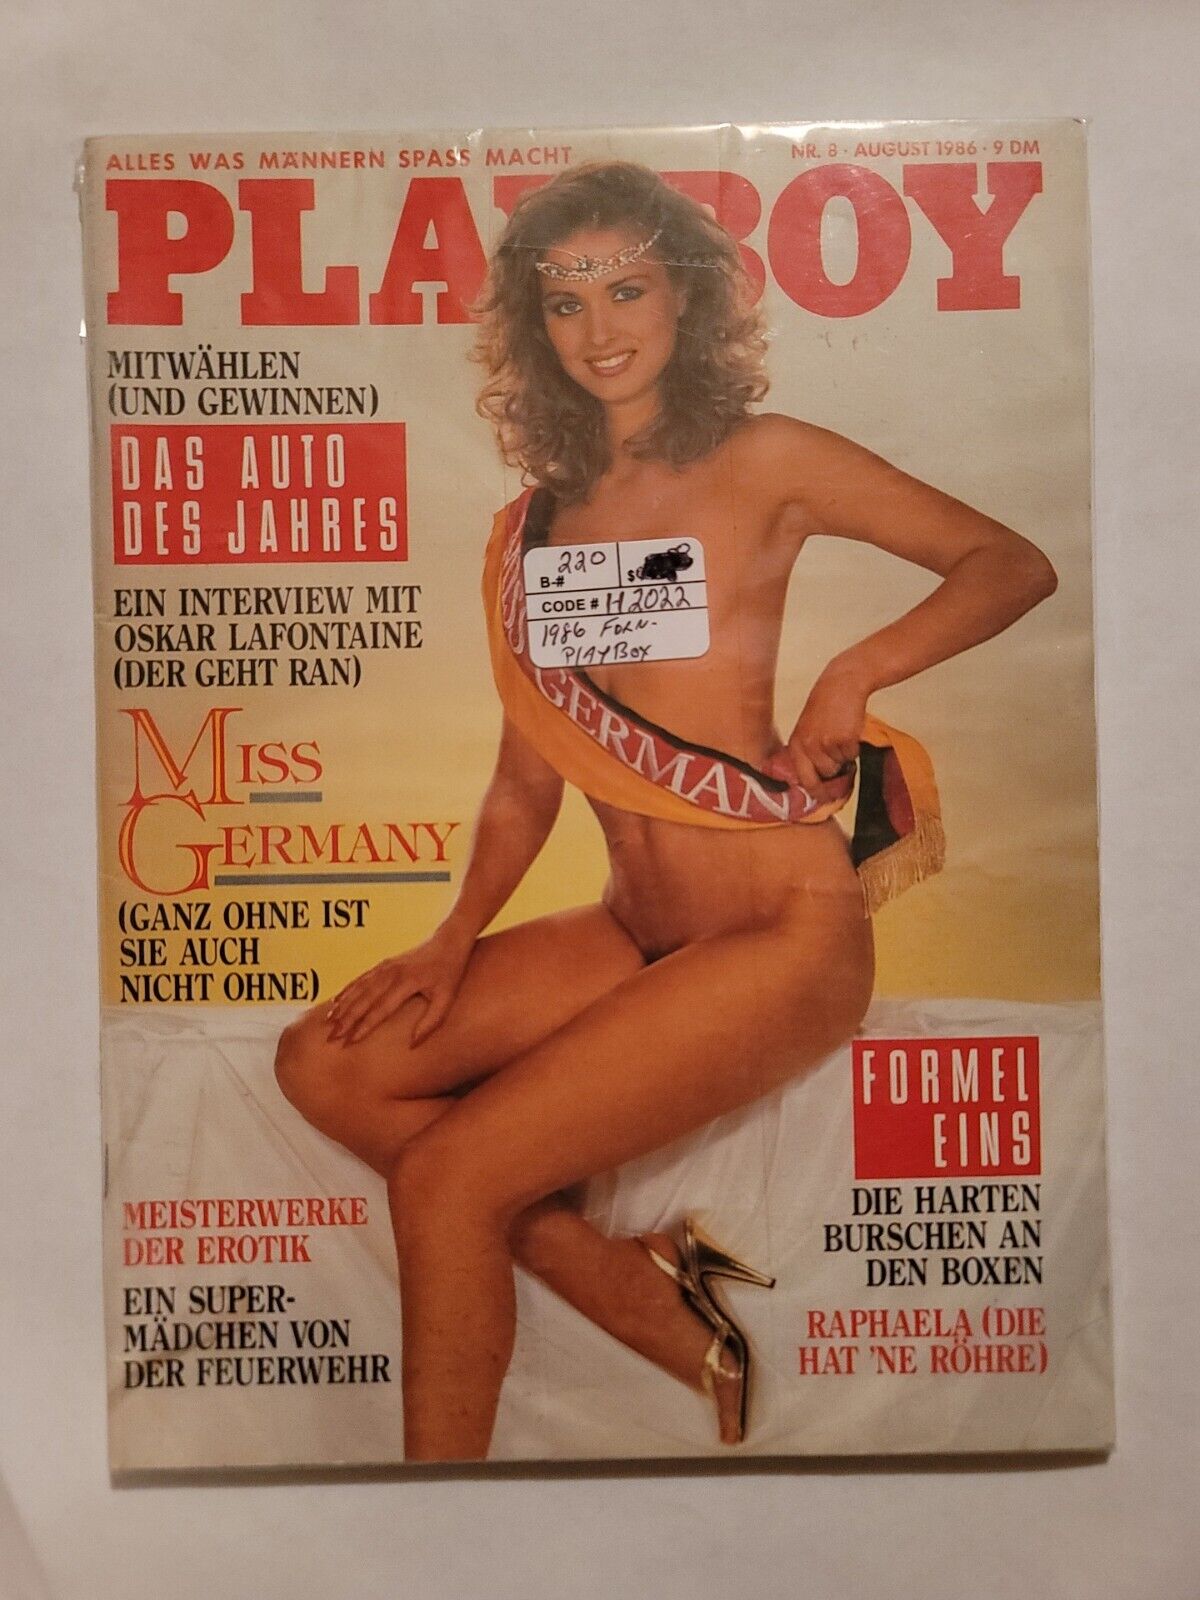 ALLES WAS MÄNNERN SPASS MACHT
NR. 8 · AUGUST 1986 · 9 DM
PLAYBOY
MITWÄHLEN
(UND GEWINNEN)
DAS AUTO
DES JAHRES
EIN INTERVIEW MIT
OSKAR LAFONTAINE
(DER GEHT RAN)
MISS
GERMANY
(GANZ OHNE IST
SIE AUCH
NICHT OHNE)
B-# 220 $
CODE # H2022
1986 FORN-
PlAyBoy
GERMANY
MEISTERWERKE
DER EROTIK
EIN SUPER-
MÄDCHEN VON
DER FEUERWEHR
FORMEL
EINS
DIE HARTEN
BURSCHEN AN
DEN BOXEN
RAPHAELA (DIE
HAT 'NE RÖHRE)